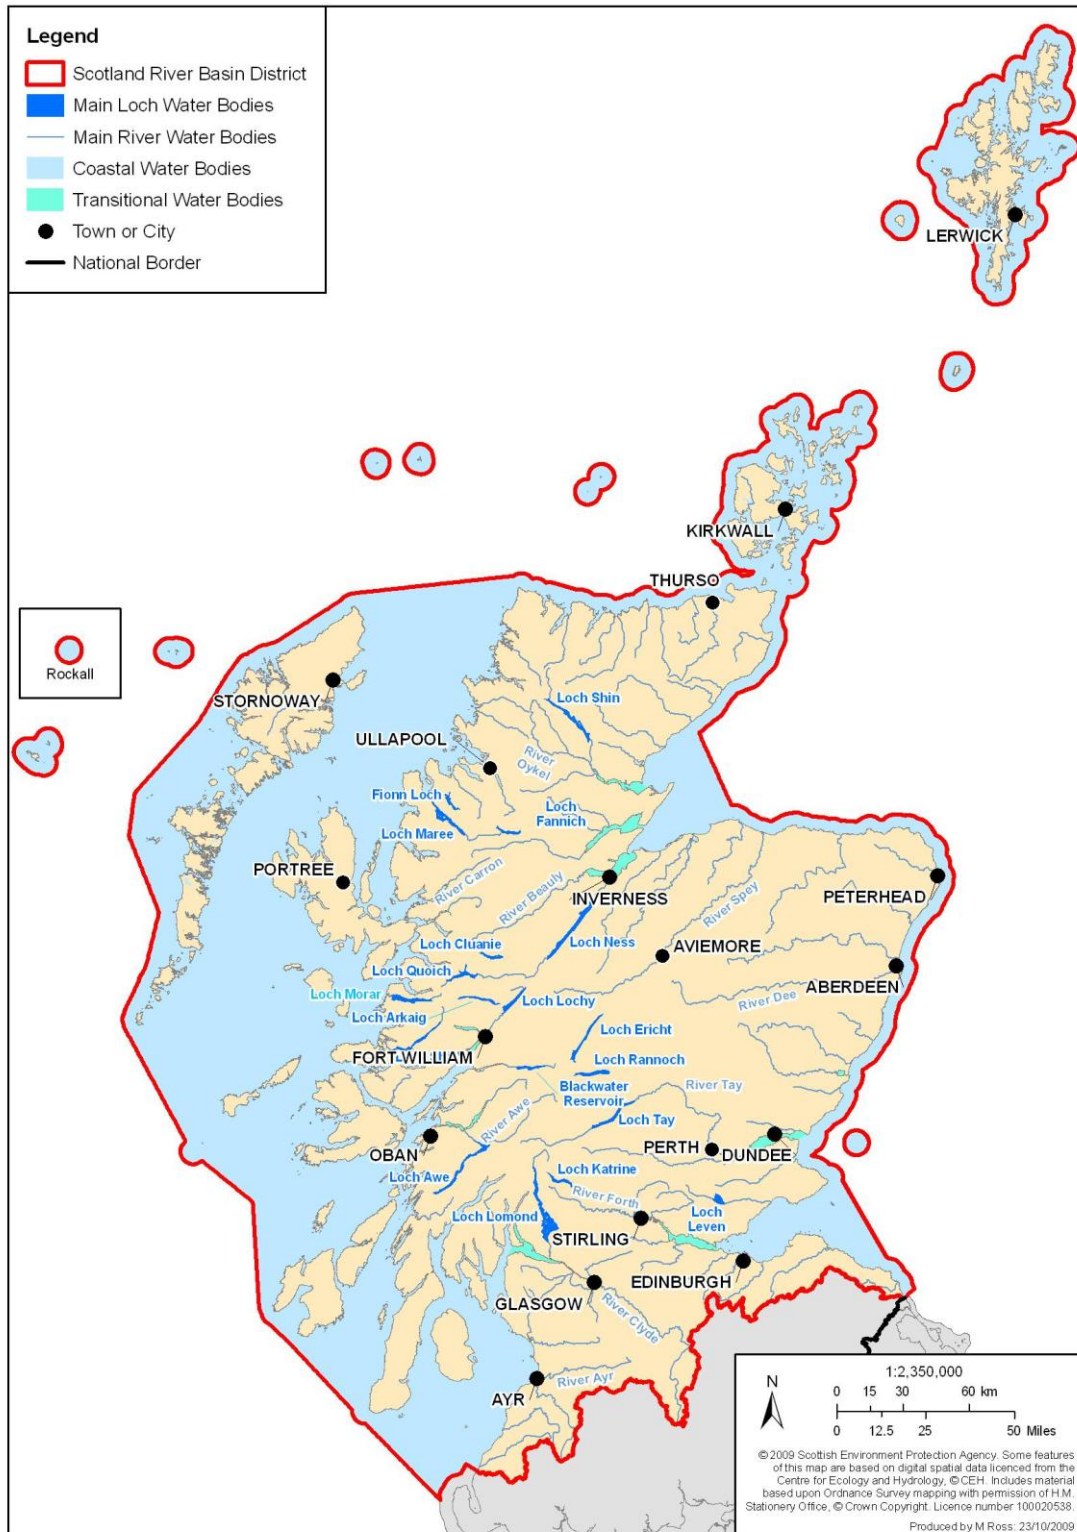 Legend
Scotland River Basin District
Main Loch Water Bodies
Main River Water Bodies
Coastal Water Bodies
Transitional Water Bodies
Town or City
National Border
LERWICK
KIRKWALL
THURSO
Rockall
STORNOWAY
Loch Shin
ULLAPOOL
River
Oykel
Fionn Loch
Loch
Fannich
Loch Maree
PORTREE
River Carron
River Beauly
INVERNESS
River Spey
PETERHEAD
Loch Cluanie
Loch Ness
AVIEMORE
Loch Quoich
Loch Morar
Loch Lochy
River Dee
ABERDEEN
Loch Arkaig
Loch Ericht
FORT WILLIAM
Loch Rannoch
Blackwater
Reservoir
River Tay
River Awe
Loch Tay
OBAN
PERTH
DUNDEE
Loch Awe
Loch Katrine
River Forth
Loch Lomond
Loch
Leven
STIRLING
EDINBURGH
GLASGOW
River Clyde
River Ayr
AYR
N
1:2,350,000
0 15 30 60 km
0 12.5 25 50 Miles
© 2009 Scottish Environment Protection Agency. Some features
of this map are based on digital spatial data licenced from the
Centre for Ecology and Hydrology, © CEH. Includes material
based upon Ordnance Survey mapping with permission of H.M.
Stationery Office, © Crown Copyright. Licence number 100020538.
Produced by M Ross: 23/10/2009